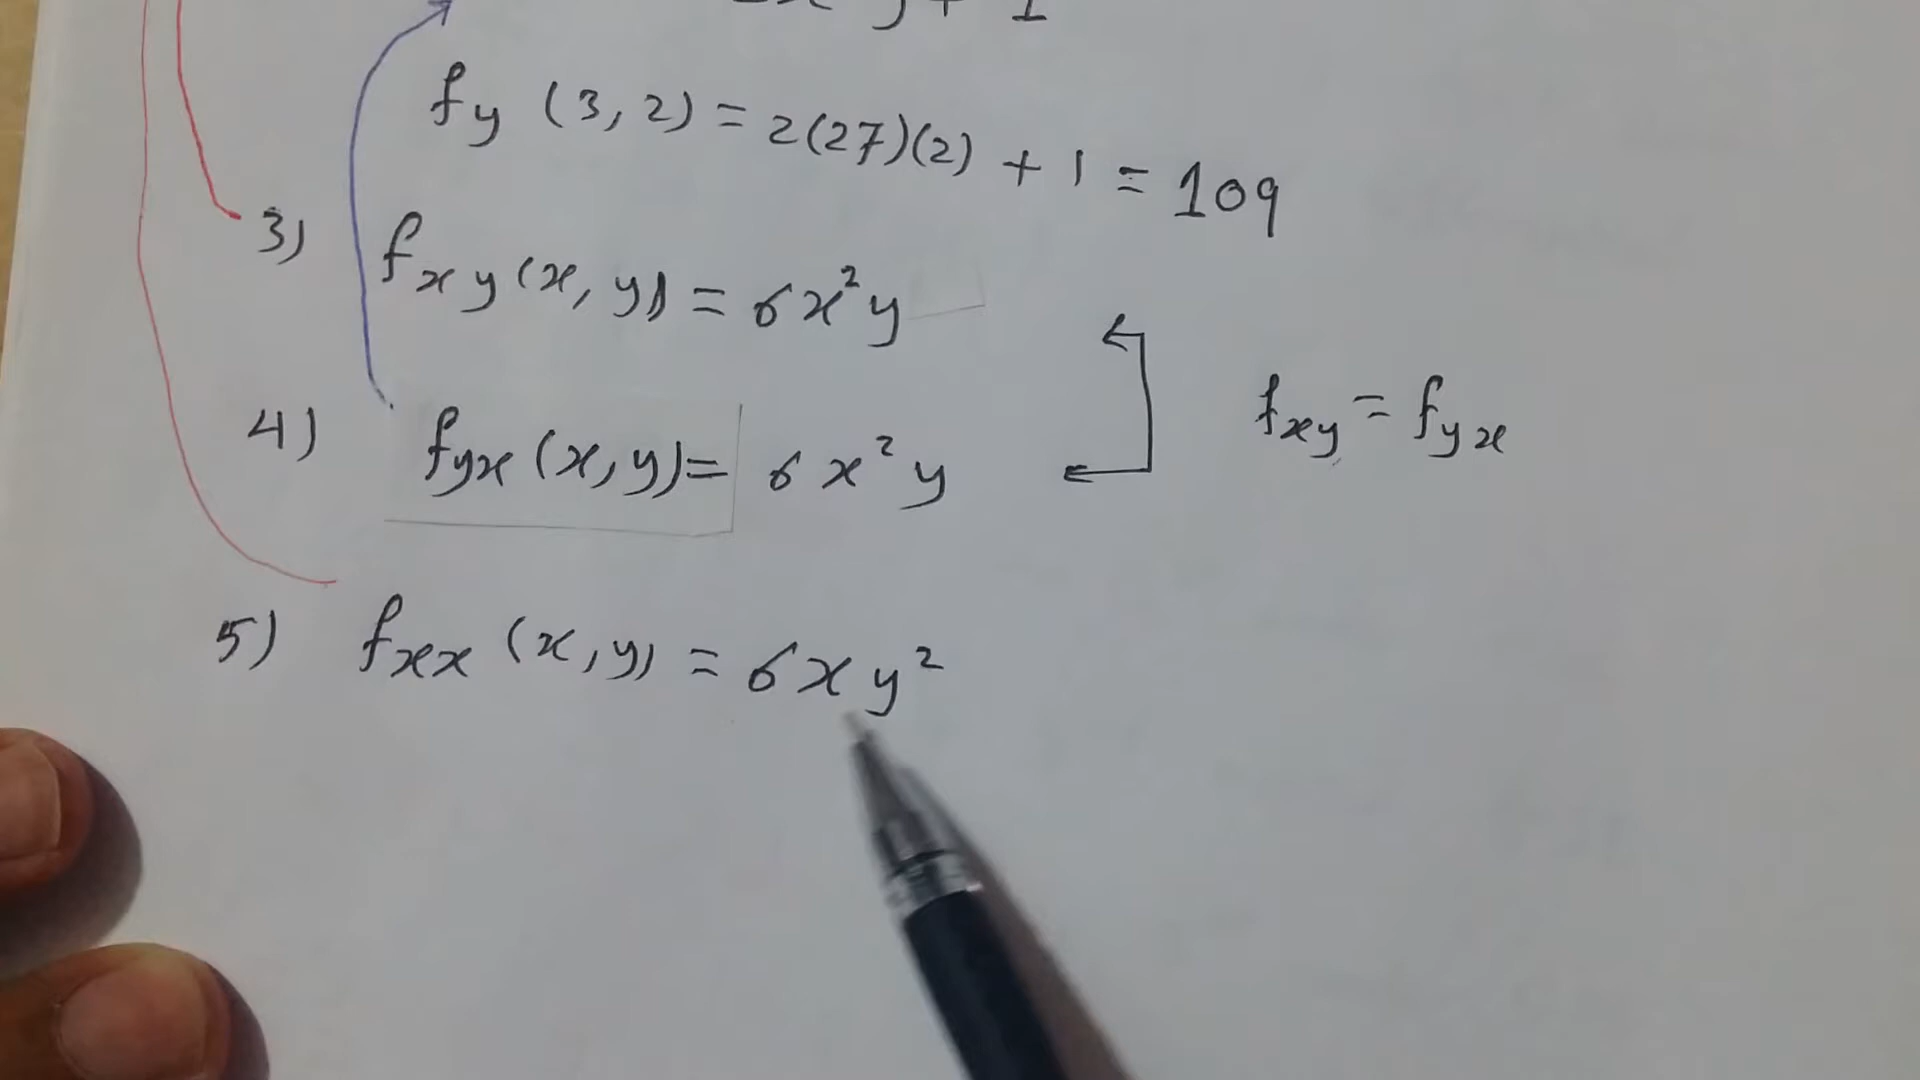 y + 1
fy (3, 2) = 2(27)(2) + 1 = 109
3) fxy(x, y) = 6x²y
4) fyx (x, y) = 6x²y
fxy = fyx
5) fxx (x, y) = 6xy²